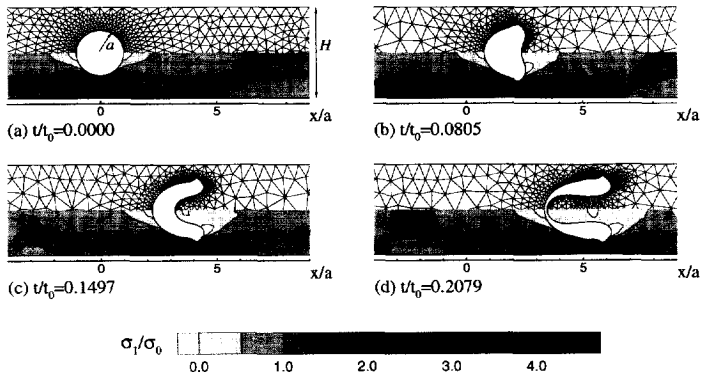 a H
0 5 0 5
x/a x/a
(a) t/t0=0.0000 (b) t/t0=0.0805
0 5 0 5
x/a x/a
(c) t/t0=0.1497 (d) t/t0=0.2079
σ1/σ0
0.0 1.0 2.0 3.0 4.0